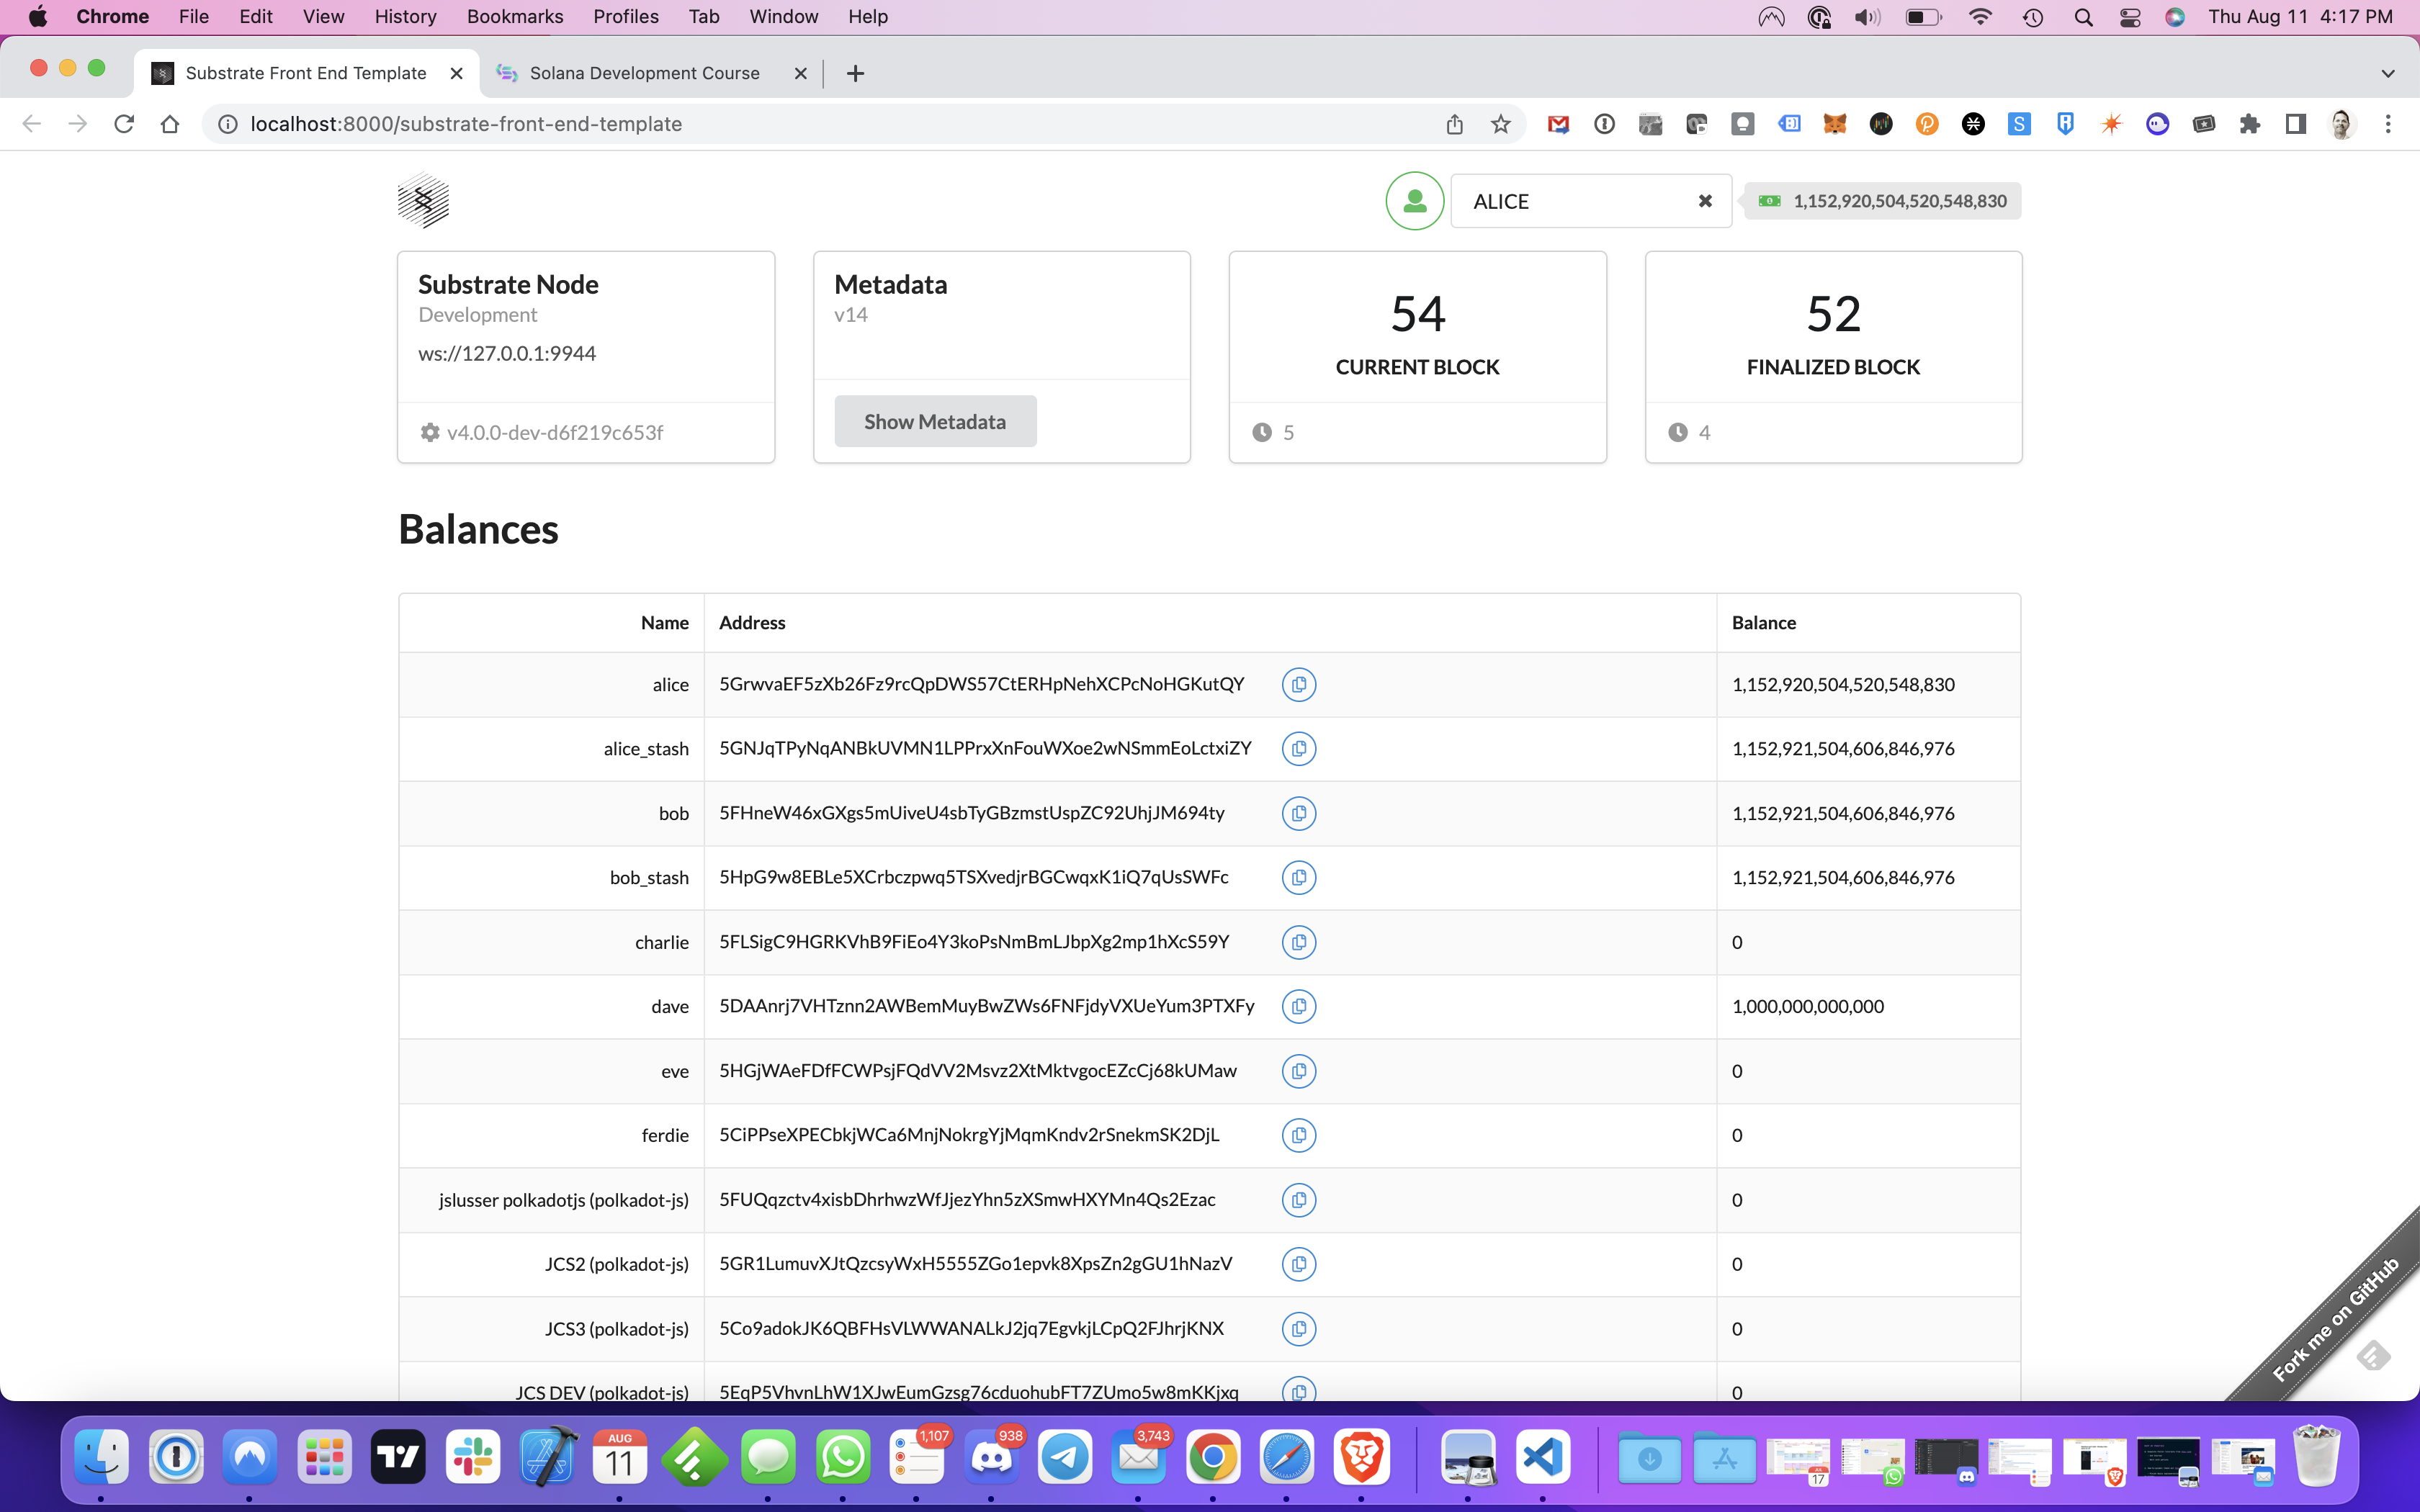 Chrome File Edit View History Bookmarks Profiles Tab Window Help Thu Aug 11 4:17 PM
Substrate Front End Template Solana Development Course
localhost:8000/substrate-front-end-template
ALICE 1,152,920,504,520,548,830
Substrate Node
Development
ws://127.0.0.1:9944
v4.0.0-dev-d6f219c653f
Metadata
v14
Show Metadata
54
CURRENT BLOCK
5
52
FINALIZED BLOCK
4
Balances
Name Address Balance
alice 5GrwvaEF5zXb26Fz9rcQpDWS57CtERHpNehXCPcNoHGKutQY 1,152,920,504,520,548,830
alice_stash 5GNJqTPyNqANBkUVMN1LPPrxXnFouWXoe2wNSmmEoLctxiZY 1,152,921,504,606,846,976
bob 5FHneW46xGXgs5mUiveU4sbTyGBzmstUspZC92UhjJM694ty 1,152,921,504,606,846,976
bob_stash 5HpG9w8EBLe5XCrbczpwq5TSXvedjrBGCwqxK1iQ7qUsSWFc 1,152,921,504,606,846,976
charlie 5FLSigC9HGRKVhB9FiEo4Y3koPsNmBmLJbpXg2mp1hXcS59Y 0
dave 5DAAnrj7VHTznn2AWBemMuyBwZWs6FNFjdyVXUeYum3PTXFy 1,000,000,000,000
eve 5HGjWAeFDfFCWPsjFQdVV2Msvz2XtMktvgocEZcCj68kUMaw 0
ferdie 5CiPPseXPECbkjWCa6MnjNokrgYjMqmKndv2rSnekmSK2DjL 0
jslusser polkadotjs (polkadot-js) 5FUQqzctv4xisbDhrhwzWfJjezYhn5zXSmwHXYMn4Qs2Ezac 0
JCS2 (polkadot-js) 5GR1LumuvXJtQzcsyWxH5555ZGo1epvk8XpsZn2gGU1hNazV 0
JCS3 (polkadot-js) 5Co9adokJK6QBFHsVLWWANALkJ2jq7EgvkjLCpQ2FJhrjKNX 0
JCS DEV (polkadot-js) 5EqP5VhvnLhW1XJwEumGzsg76cduohubFT7ZUmo5w8mKKjxq 0
Fork me on GitHub
AUG
11
1,107
938
3,743
17